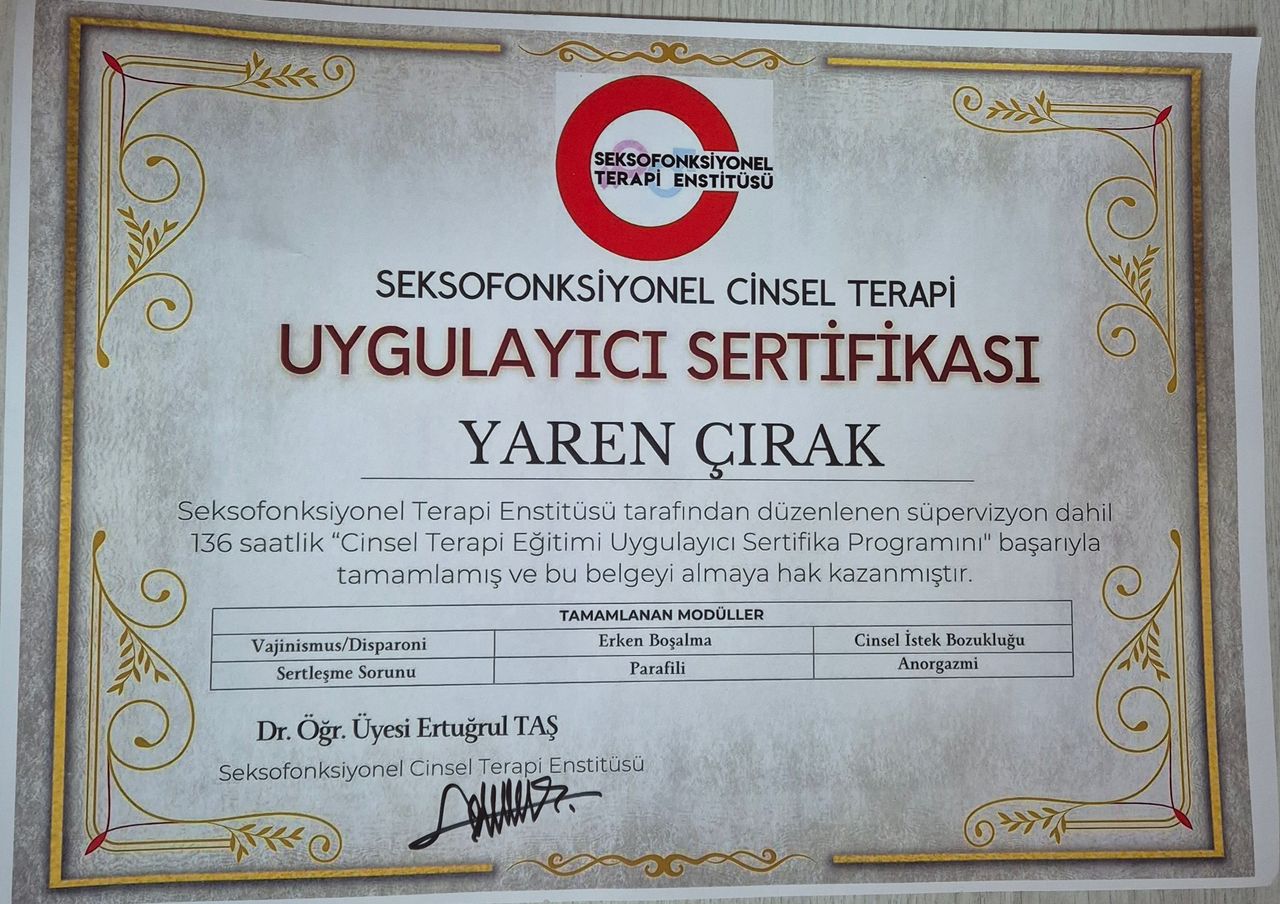 SEKSOFONKSİYONEL
TERAPİ ENSTİTÜSÜ
SEKSOFONKSİYONEL CİNSEL TERAPİ
UYGULAYICI SERTİFİKASI
YAREN ÇIRAK
Seksofonksiyonel Terapi Enstitüsü tarafından düzenlenen süpervizyon dahil
136 saatlik “Cinsel Terapi Eğitimi Uygulayıcı Sertifika Programını" başarıyla
tamamlamış ve bu belgeyi almaya hak kazanmıştır.
TAMAMLANAN MODÜLLER
Vajinismus/Disparoni Erken Boşalma Cinsel İstek Bozukluğu
Sertleşme Sorunu Parafili Anorgazmi
Dr. Öğr. Üyesi Ertuğrul TAŞ
Seksofonksiyonel Cinsel Terapi Enstitüsü